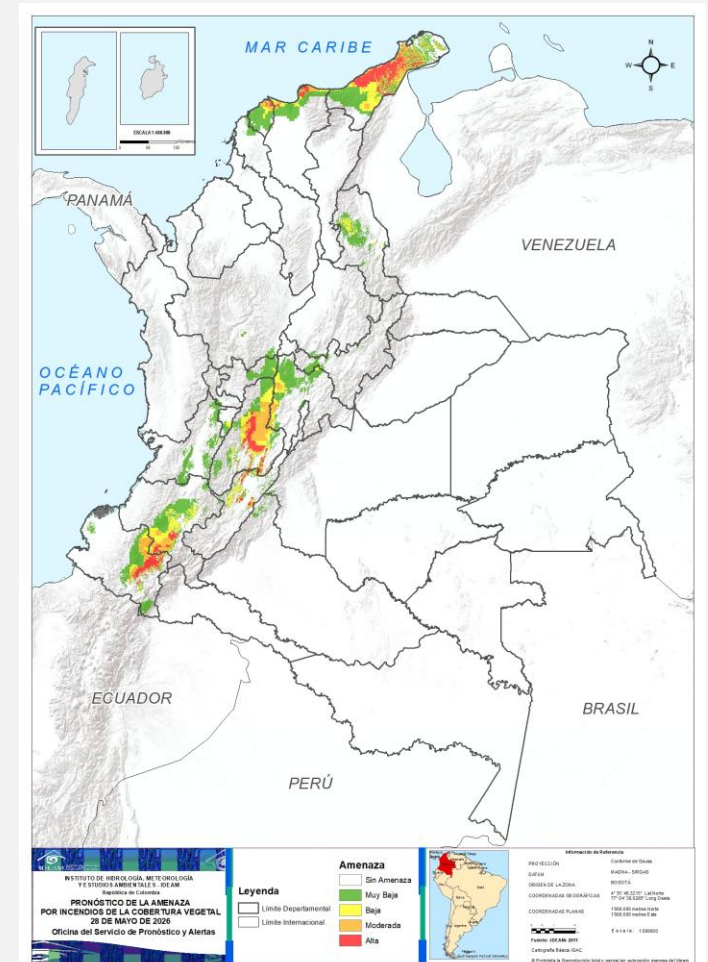 MAR CARIBE
N
W
E
S
ESCALA 1:400.000
PANAMÁ
VENEZUELA
OCÉANO
PACÍFICO
ECUADOR
BRASIL
PERÚ
IDEAM
INSTITUTO DE HIDROLOGÍA, METEOROLOGÍA
Y ESTUDIOS AMBIENTALES - IDEAM
República de Colombia
PRONÓSTICO DE LA AMENAZA
POR INCENDIOS DE LA COBERTURA VEGETAL
28 DE MAYO DE 2026
Oficina del Servicio de Pronóstico y Alertas
Leyenda
Límite Departamental
Límite Internacional
Amenaza
Sin Amenaza
Muy Baja
Baja
Moderada
Alta
Información de Referencia
PROYECCIÓN
Conforme de Gauss
DATUM
MAGNA - SIRGAS
ORIGEN DE LA ZONA
BOGOTÁ
COORDENADAS GEOGRÁFICAS
COORDENADAS PLANAS
Fuente: IDEAM, 2011
Cartografía Básica: IGAC